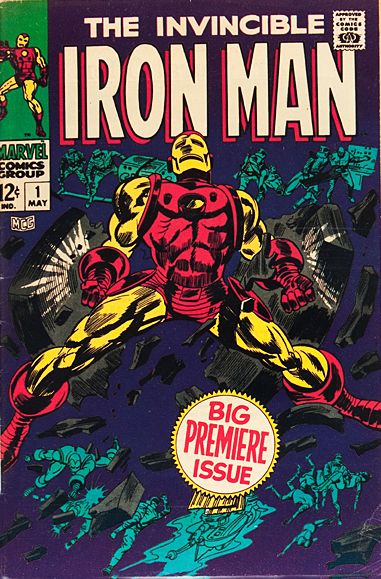 THE INVINCIBLE
IRON MAN
APPROVED
BY THE
COMICS
CODE
AUTHORITY
MARVEL
COMICS
GROUP
12¢
IND.
1
MAY
MCG
BIG
PREMIERE
ISSUE